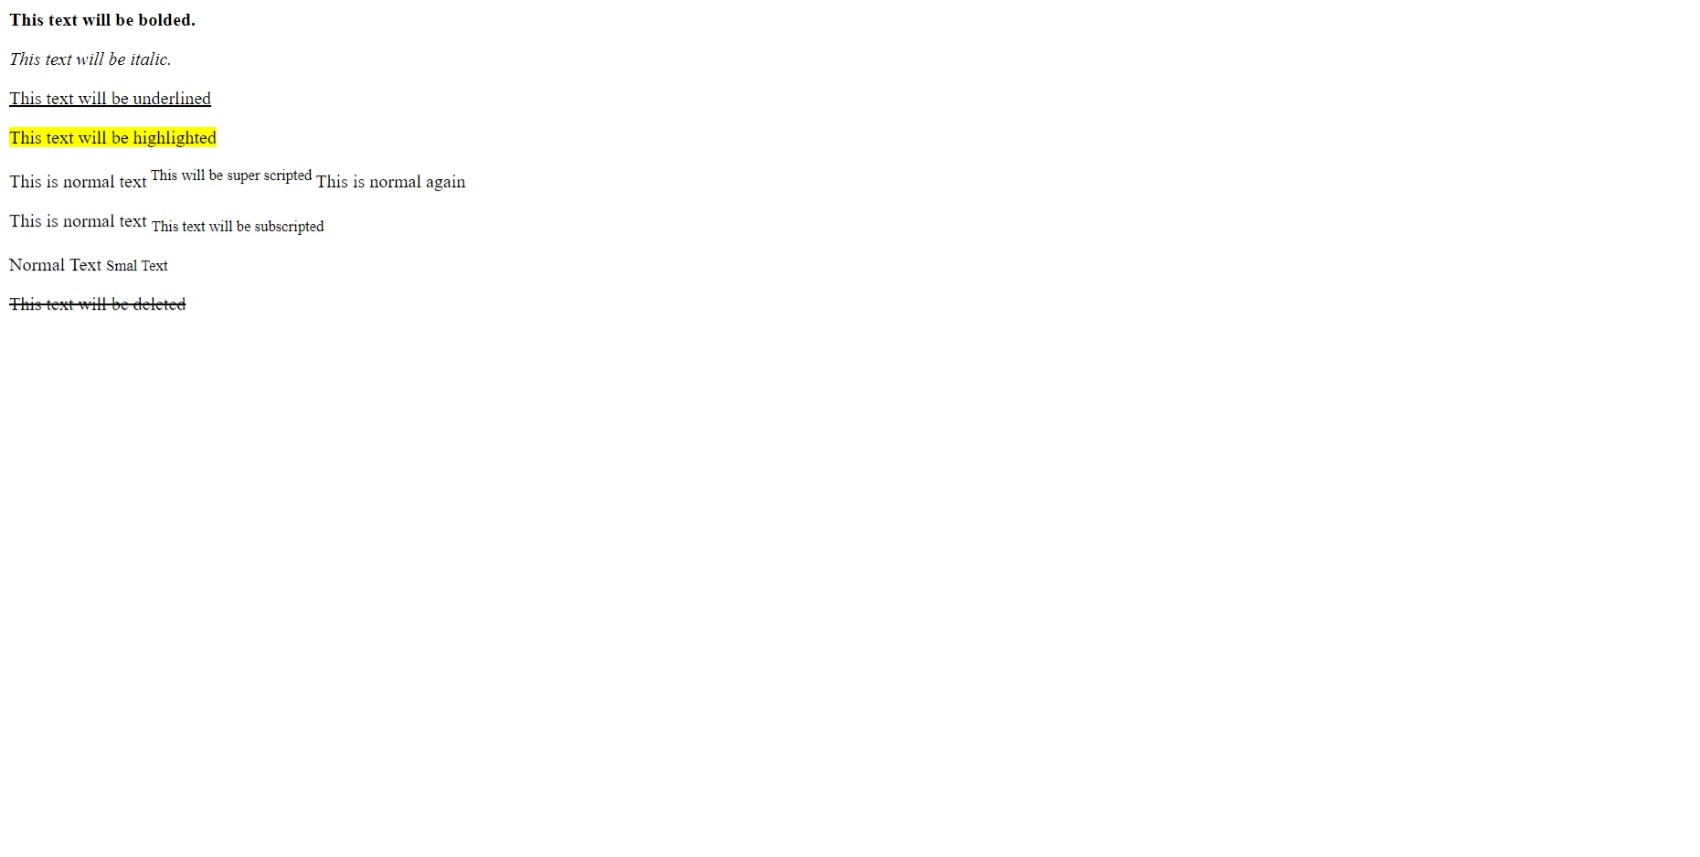 This text will be bolded.
This text will be italic.
This text will be underlined
This text will be highlighted
This is normal text This will be super scripted This is normal again
This is normal text This text will be subscripted
Normal Text Smal Text
This text will be deleted